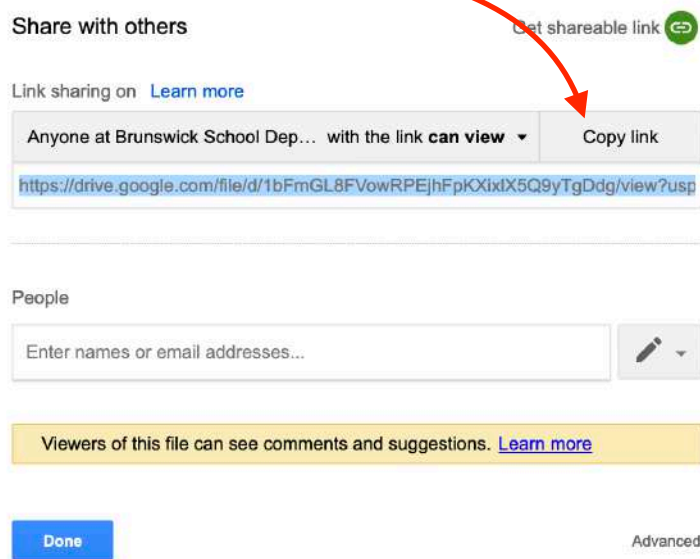 Share with others
Get shareable link
Link sharing on Learn more
Anyone at Brunswick School Dep... with the link can view
Copy link
https://drive.google.com/file/d/1bFmGL8FVowRPEjhFpKXixIX5Q9yTgDdg/view?usp
People
Enter names or email addresses...
Viewers of this file can see comments and suggestions. Learn more
Done
Advanced